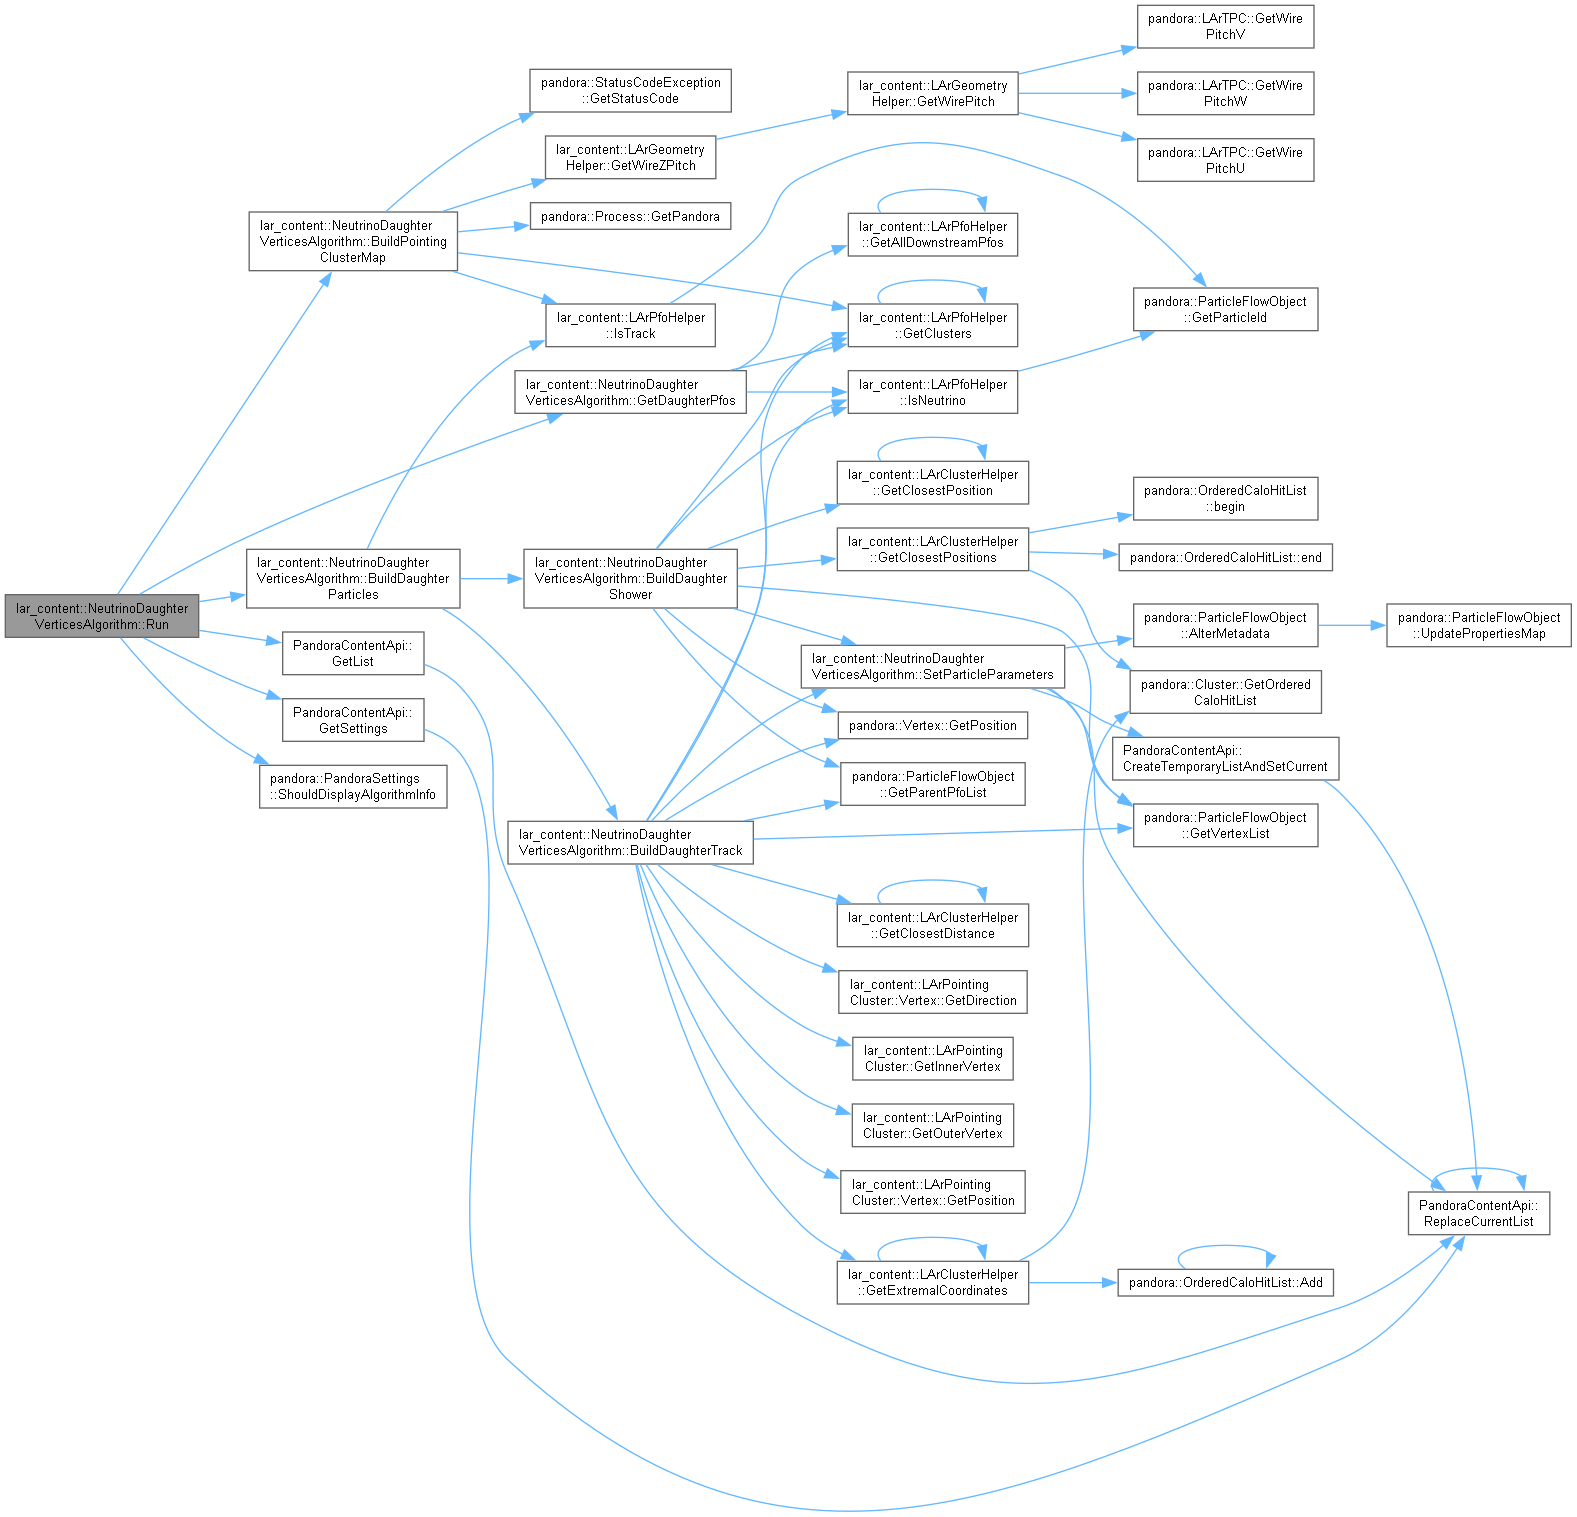 lar_content::NeutrinoDaughter
VerticesAlgorithm::Run
lar_content::NeutrinoDaughter
VerticesAlgorithm::BuildPointing
ClusterMap
lar_content::NeutrinoDaughter
VerticesAlgorithm::BuildDaughter
Particles
PandoraContentApi::
GetList
PandoraContentApi::
GetSettings
pandora::PandoraSettings
::ShouldDisplayAlgorithmInfo
pandora::StatusCodeException
::GetStatusCode
lar_content::LArGeometry
Helper::GetWireZPitch
pandora::Process::GetPandora
lar_content::LArPfoHelper
::IsTrack
lar_content::NeutrinoDaughter
VerticesAlgorithm::GetDaughterPfos
lar_content::NeutrinoDaughter
VerticesAlgorithm::BuildDaughter
Shower
lar_content::NeutrinoDaughter
VerticesAlgorithm::BuildDaughterTrack
lar_content::LArGeometry
Helper::GetWirePitch
lar_content::LArPfoHelper
::GetAllDownstreamPfos
lar_content::LArPfoHelper
::GetClusters
lar_content::LArPfoHelper
::IsNeutrino
lar_content::LArClusterHelper
::GetClosestPosition
lar_content::LArClusterHelper
::GetClosestPositions
lar_content::NeutrinoDaughter
VerticesAlgorithm::SetParticleParameters
pandora::Vertex::GetPosition
pandora::ParticleFlowObject
::GetParentPfoList
lar_content::LArClusterHelper
::GetClosestDistance
lar_content::LArPointing
Cluster::Vertex::GetDirection
lar_content::LArPointing
Cluster::GetInnerVertex
lar_content::LArPointing
Cluster::GetOuterVertex
lar_content::LArPointing
Cluster::Vertex::GetPosition
lar_content::LArClusterHelper
::GetExtremalCoordinates
pandora::LArTPC::GetWire
PitchV
pandora::LArTPC::GetWire
PitchW
pandora::LArTPC::GetWire
PitchU
pandora::ParticleFlowObject
::GetParticleId
pandora::OrderedCaloHitList
::begin
pandora::OrderedCaloHitList::end
pandora::ParticleFlowObject
::AlterMetadata
pandora::Cluster::GetOrdered
CaloHitList
PandoraContentApi::
CreateTemporaryListAndSetCurrent
pandora::ParticleFlowObject
::GetVertexList
pandora::OrderedCaloHitList::Add
pandora::ParticleFlowObject
::UpdatePropertiesMap
PandoraContentApi::
ReplaceCurrentList